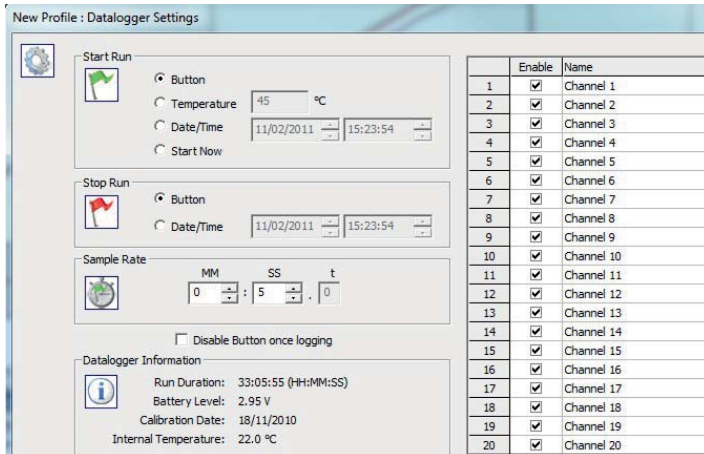 New Profile : Datalogger Settings
Start Run
Button
Temperature 45 ºC
Date/Time 11/02/2011 15:23:54
Start Now
Stop Run
Button
Date/Time 11/02/2011 15:23:54
Sample Rate
MM SS t
0 : 5 . 0
Disable Button once logging
Datalogger Information
Run Duration: 33:05:55 (HH:MM:SS)
Battery Level: 2.95 V
Calibration Date: 18/11/2010
Internal Temperature: 22.0 ºC
Enable Name
1 Channel 1
2 Channel 2
3 Channel 3
4 Channel 4
5 Channel 5
6 Channel 6
7 Channel 7
8 Channel 8
9 Channel 9
10 Channel 10
11 Channel 11
12 Channel 12
13 Channel 13
14 Channel 14
15 Channel 15
16 Channel 16
17 Channel 17
18 Channel 18
19 Channel 19
20 Channel 20